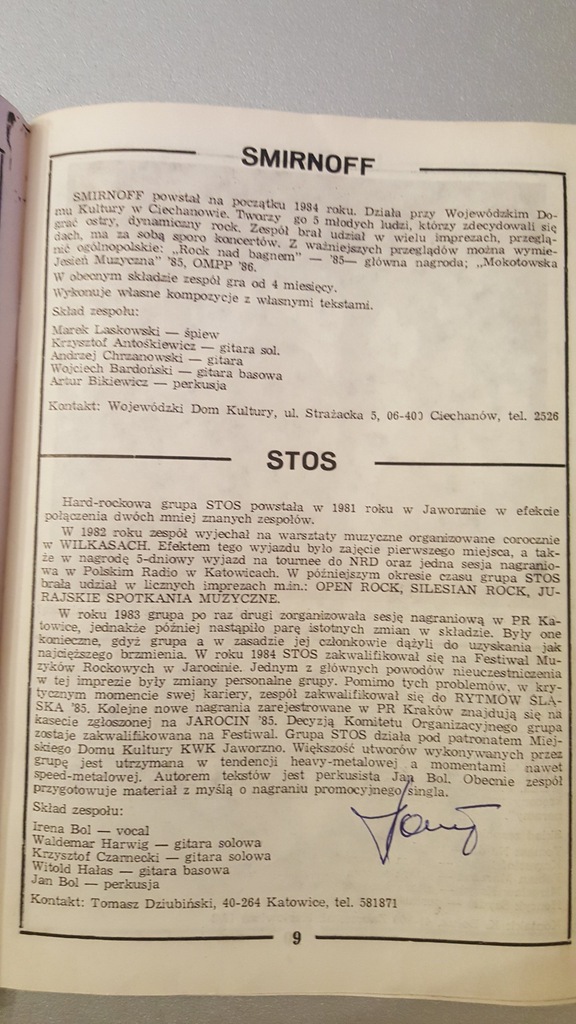 SMIRNOFF
SMIRNOFF powstał na początku 1984 roku. Działa przy Wojewódzkim Do-
mu Kultury w Ciechanowie. Tworzy go 5 młodych ludzi, którzy zdecydowali się
grać ostry, dynamiczny rock. Zespół brał udział w wielu imprezach, przeglą-
dach, ma za sobą sporo koncertów. Z ważniejszych przeglądów można wymie-
nić ogólnopolskie: „Rock nad bagnem" — '85— główna nagroda; „Mokotowska
Jesień Muzyczna" '85, OMPP '86.
W obecnym składzie zespół gra od 4 miesięcy.
Wykonuje własne kompozycje z własnymi tekstami.
Skład zespołu:
Marek Laskowski — śpiew
Krzysztof Antośkiewicz — gitara sol.
Andrzej Chrzanowski — gitara
Wojciech Bardoński — gitara basowa
Artur Bikiewicz — perkusja
Kontakt: Wojewódzki Dom Kultury, ul. Strażacka 5, 06-400 Ciechanów, tel. 2526
STOS
Hard-rockowa grupa STOS powstała w 1981 roku w Jaworznie w efekcie
połączenia dwóch mniej znanych zespołów.
W 1982 roku zespół wyjechał na warsztaty muzyczne organizowane corocznie
w WILKASACH. Efektem tego wyjazdu było zajęcie pierwszego miejsca, a tak-
że w nagrodę 5-dniowy wyjazd na tournee do NRD oraz jedna sesja nagranio-
wa w Polskim Radio w Katowicach. W późniejszym okresie czasu grupa STOS
brała udział w licznych imprezach m.in.: OPEN ROCK, SILESIAN ROCK, JU-
RAJSKIE SPOTKANIA MUZYCZNE.
W roku 1983 grupa po raz drugi zorganizowała sesję nagraniową w PR Ka-
towice, jednakże później nastąpiło parę istotnych zmian w składzie. Były one
konieczne, gdyż grupa a w zasadzie jej członkowie dążyli do uzyskania jak
najcięższego brzmienia. W roku 1984 STOS zakwalifikował się na Festiwal Mu-
zyków Rockowych w Jarocinie. Jednym z głównych powodów nieuczestniczenia
w tej imprezie były zmiany personalne grupy. Pomimo tych problemów, w kry-
tycznym momencie swej kariery, zespół zakwalifikował się do RYTMÓW ŚLĄ-
SKA '85. Kolejne nowe nagrania zarejestrowane w PR Kraków znajdują się na
kasecie zgłoszonej na JAROCIN '85. Decyzją Komitetu Organizacyjnego grupa
zostaje zakwalifikowana na Festiwal. Grupa STOS działa pod patronatem Miej-
skiego Domu Kultury KWK Jaworzno. Większość utworów wykonywanych przez
grupę jest utrzymana w tendencji heavy-metalowej a momentami nawet
speed-metalowej. Autorem tekstów jest perkusista Jan Bol. Obecnie zespół
przygotowuje materiał z myślą o nagraniu promocyjnego singla.
Skład zespołu:
Irena Bol — vocal
Waldemar Harwig — gitara solowa
Krzysztof Czarnecki — gitara solowa
Witold Hałas — gitara basowa
Jan Bol — perkusja
Kontakt: Tomasz Dziubiński, 40-264 Katowice, tel. 581871
9